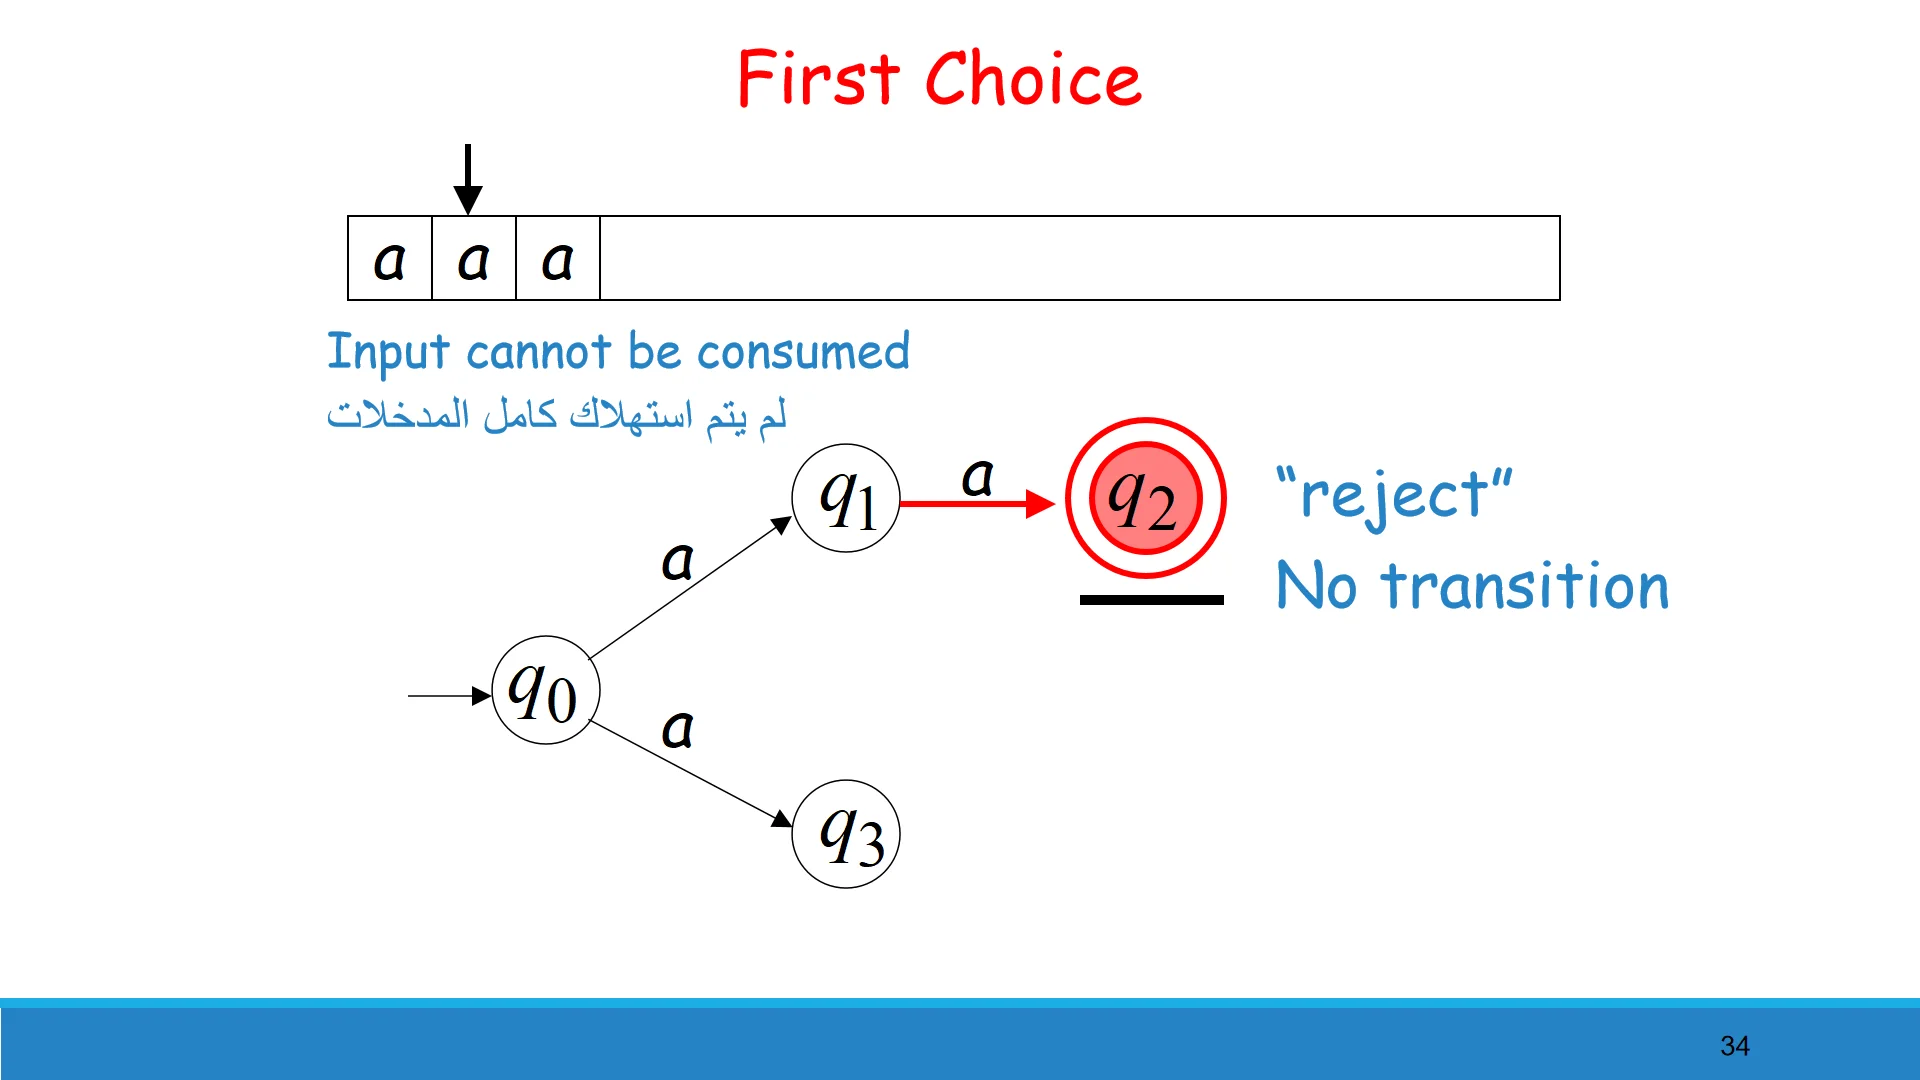 First Choice
a a a
Input cannot be consumed
لم يتم استهلاك كامل المدخلات
q1 a q2 “reject”
a
No transition
q0
a
q3
34